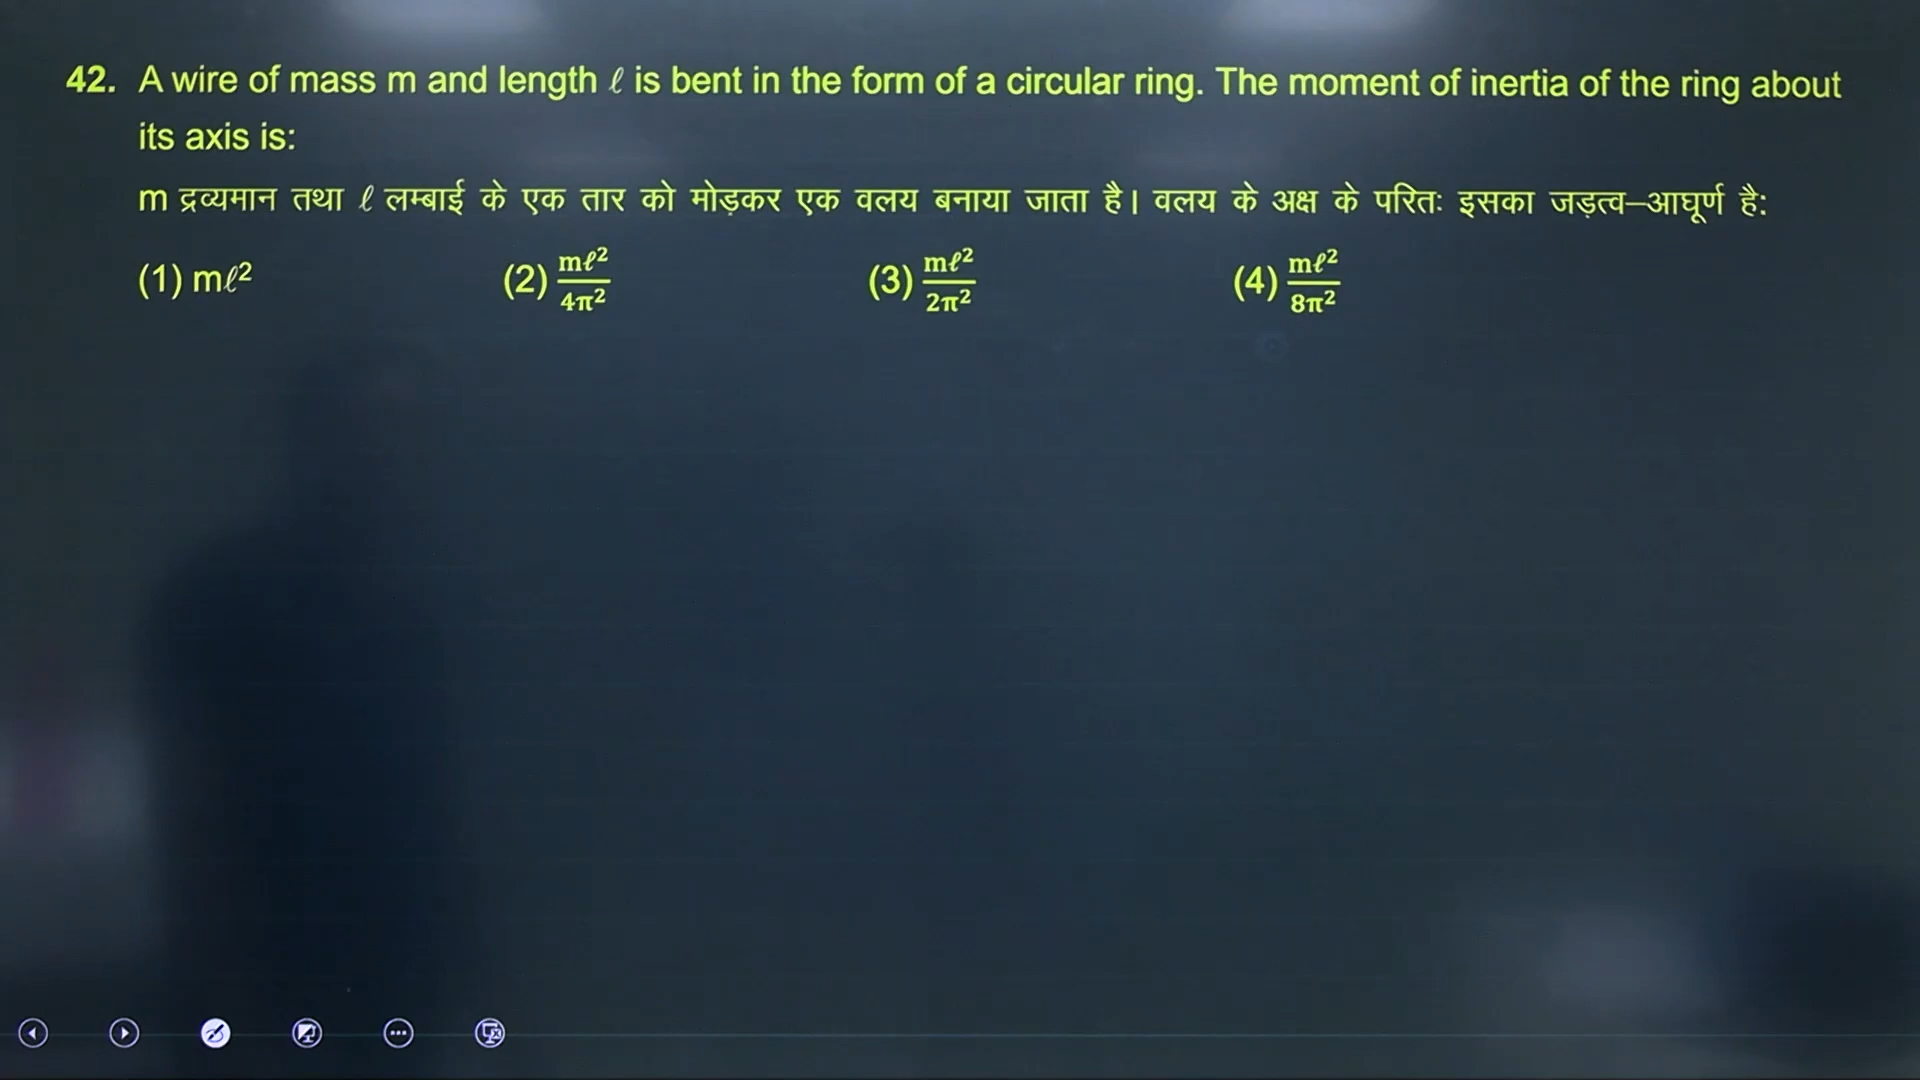 42. A wire of mass m and length ℓ is bent in the form of a circular ring. The moment of inertia of the ring about
its axis is:
m द्रव्यमान तथा ℓ लम्बाई के एक तार को मोड़कर एक वलय बनाया जाता है। वलय के अक्ष के परितः इसका जड़त्व–आघूर्ण है:
(1) mℓ² (2) mℓ²/4π² (3) mℓ²/2π² (4) mℓ²/8π²